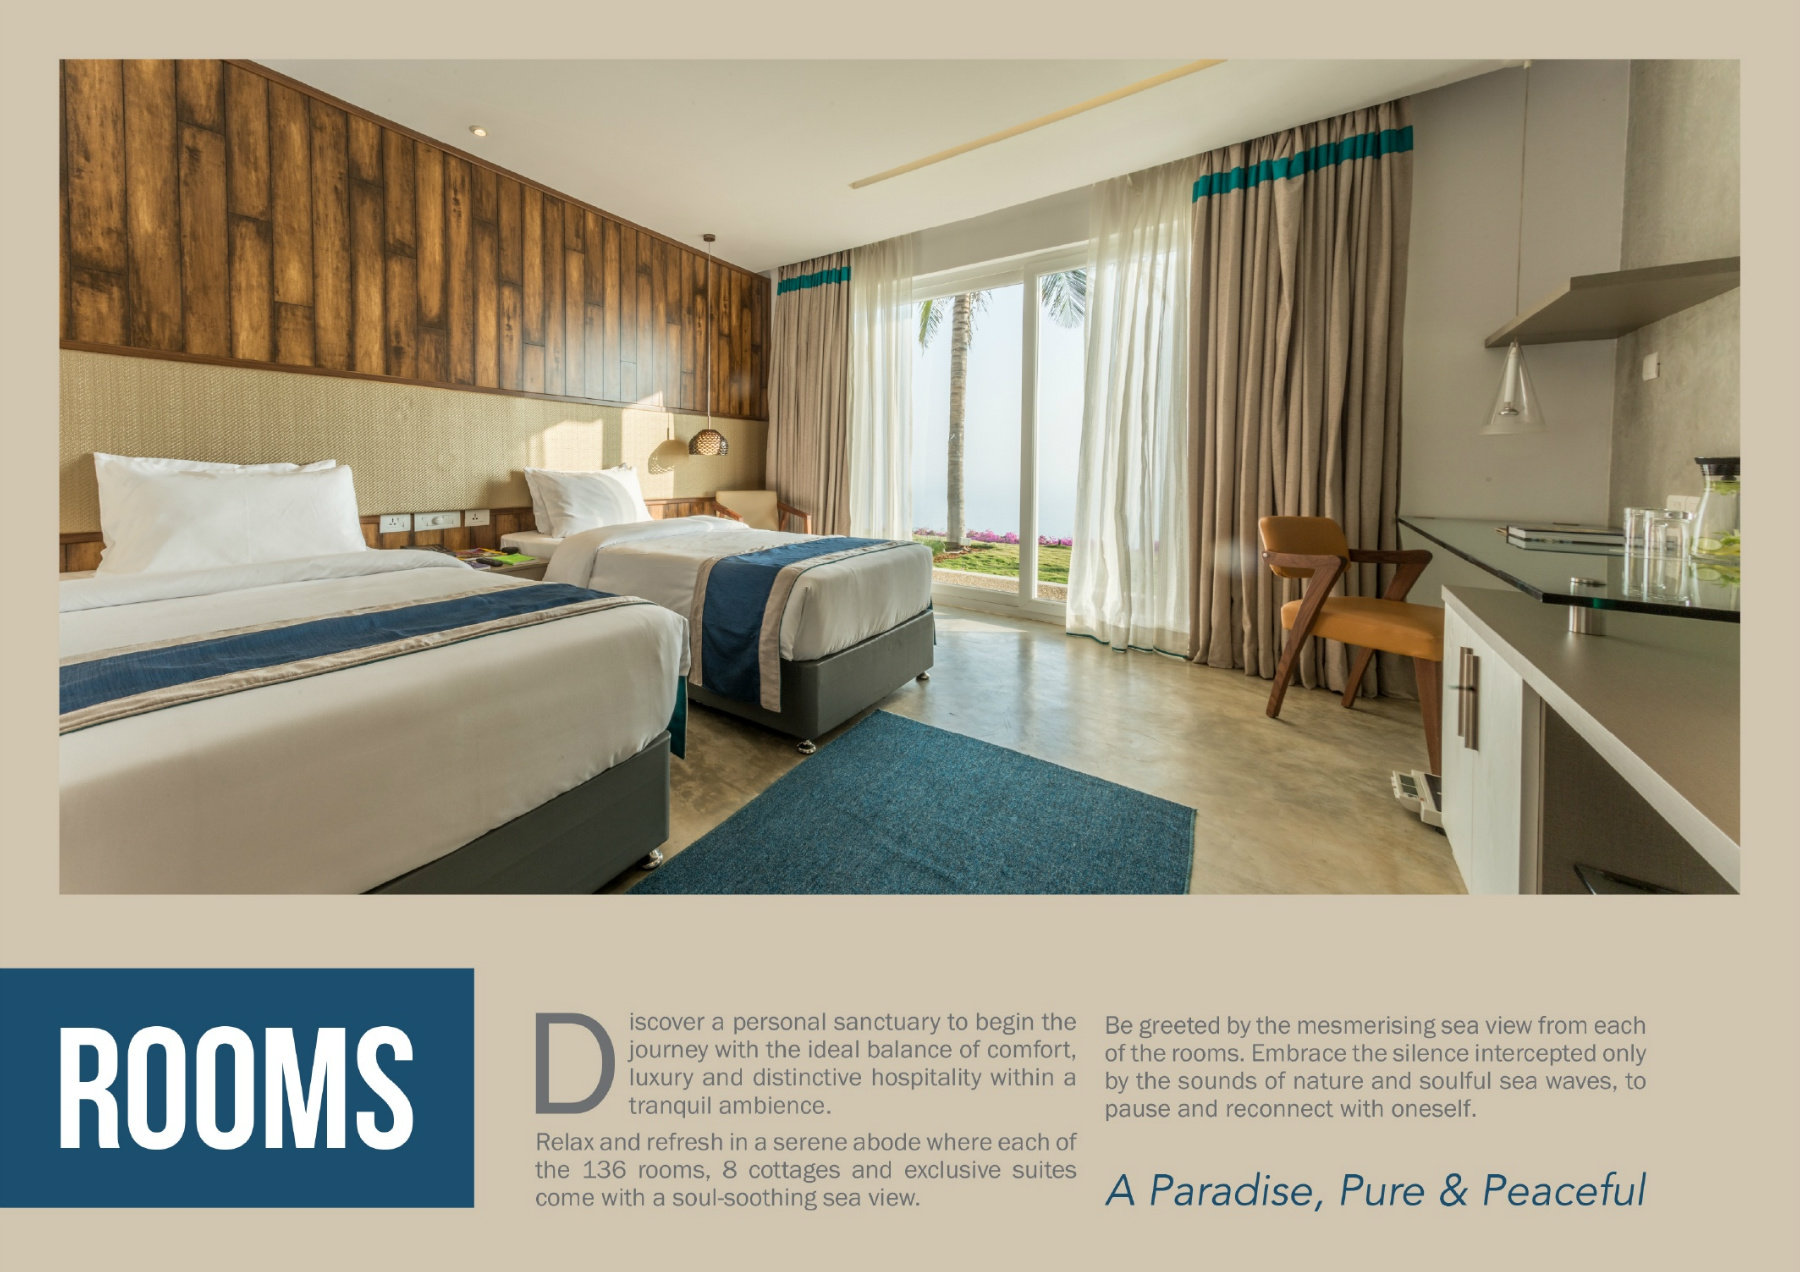 ROOMS
Discover a personal sanctuary to begin the
journey with the ideal balance of comfort,
luxury and distinctive hospitality within a
tranquil ambience.
Relax and refresh in a serene abode where each of
the 136 rooms, 8 cottages and exclusive suites
come with a soul-soothing sea view.
Be greeted by the mesmerising sea view from each
of the rooms. Embrace the silence intercepted only
by the sounds of nature and soulful sea waves, to
pause and reconnect with oneself.
A Paradise, Pure & Peaceful